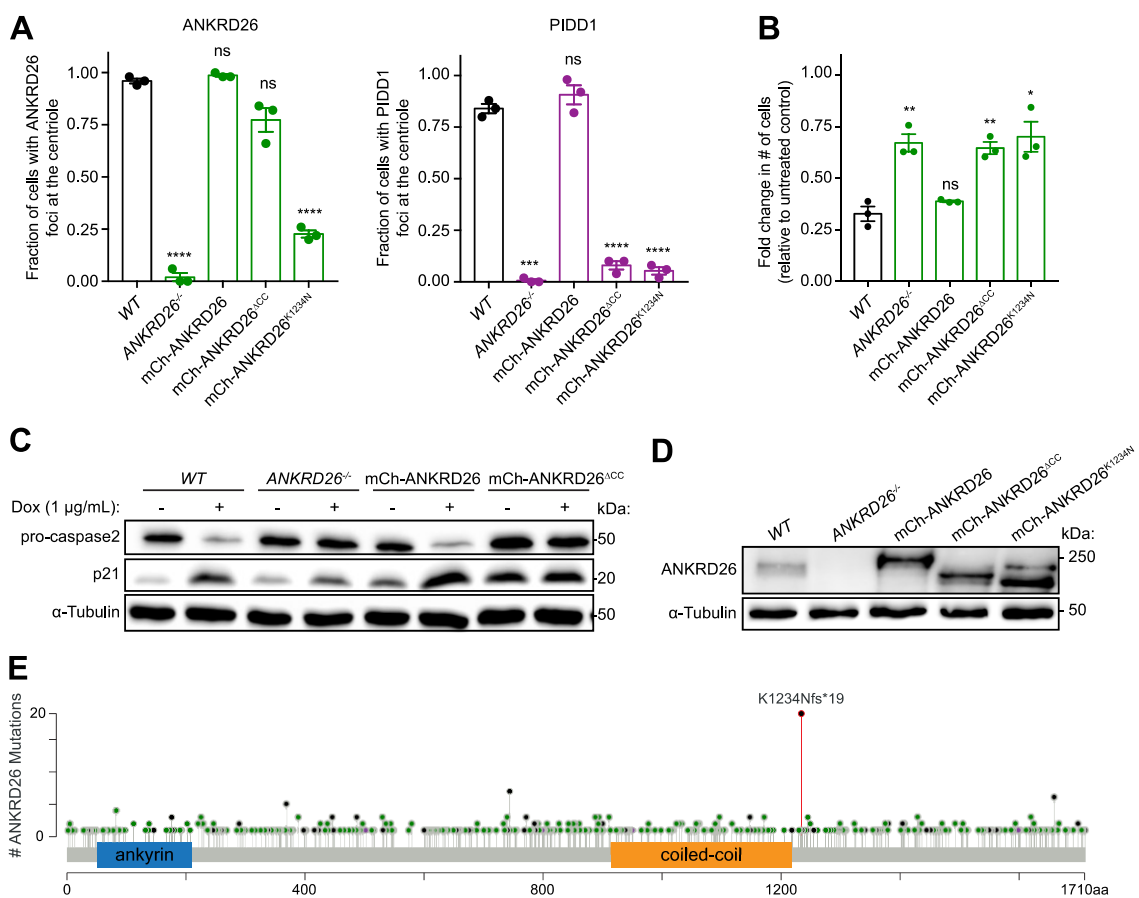 A
ANKRD26
Fraction of cells with ANKRD26
foci at the centriole
1.00
0.75
0.50
0.25
0.00
****
ns
ns
****
WT
ANKRD26-/-
mCh-ANKRD26
mCh-ANKRD26ΔCC
mCh-ANKRD26K1234N
PIDD1
Fraction of cells with PIDD1
foci at the centriole
1.00
0.75
0.50
0.25
0.00
***
ns
****
****
WT
ANKRD26-/-
mCh-ANKRD26
mCh-ANKRD26ΔCC
mCh-ANKRD26K1234N
B
Fold change in # of cells
(relative to untreated control)
1.00
0.75
0.50
0.25
0.00
**
ns
**
*
WT
ANKRD26-/-
mCh-ANKRD26
mCh-ANKRD26ΔCC
mCh-ANKRD26K1234N
C
WT ANKRD26-/- mCh-ANKRD26 mCh-ANKRD26ΔCC
Dox (1 µg/mL): - + - + - + - + kDa:
pro-caspase2 50
p21 20
α-Tubulin 50
D
WT ANKRD26-/- mCh-ANKRD26 mCh-ANKRD26ΔCC mCh-ANKRD26K1234N
kDa:
ANKRD26 250
α-Tubulin 50
E
# ANKRD26 Mutations
20
0
K1234Nfs*19
ankyrin coiled-coil
0 400 800 1200 1710aa